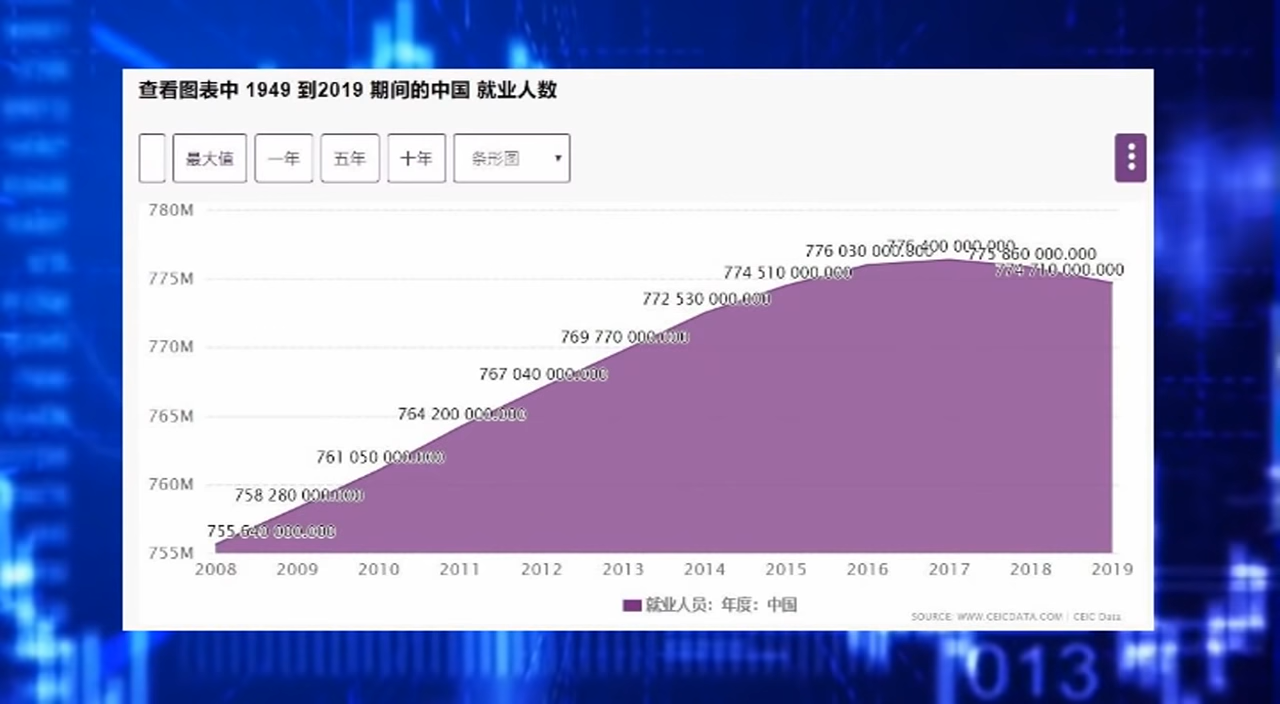 查看图表中 1949 到2019 期间的中国 就业人数
最大值 一年 五年 十年 条形图
780M
775M
770M
765M
760M
755M
776 400 000.000
776 030 000.000
775 860 000.000
774 710 000.000
774 510 000.000
772 530 000.000
769 770 000.000
767 040 000.000
764 200 000.000
761 050 000.000
758 280 000.000
755 640 000.000
2008 2009 2010 2011 2012 2013 2014 2015 2016 2017 2018 2019
就业人员：年度：中国
SOURCE: WWW.CEICDATA.COM | CEIC Data
013